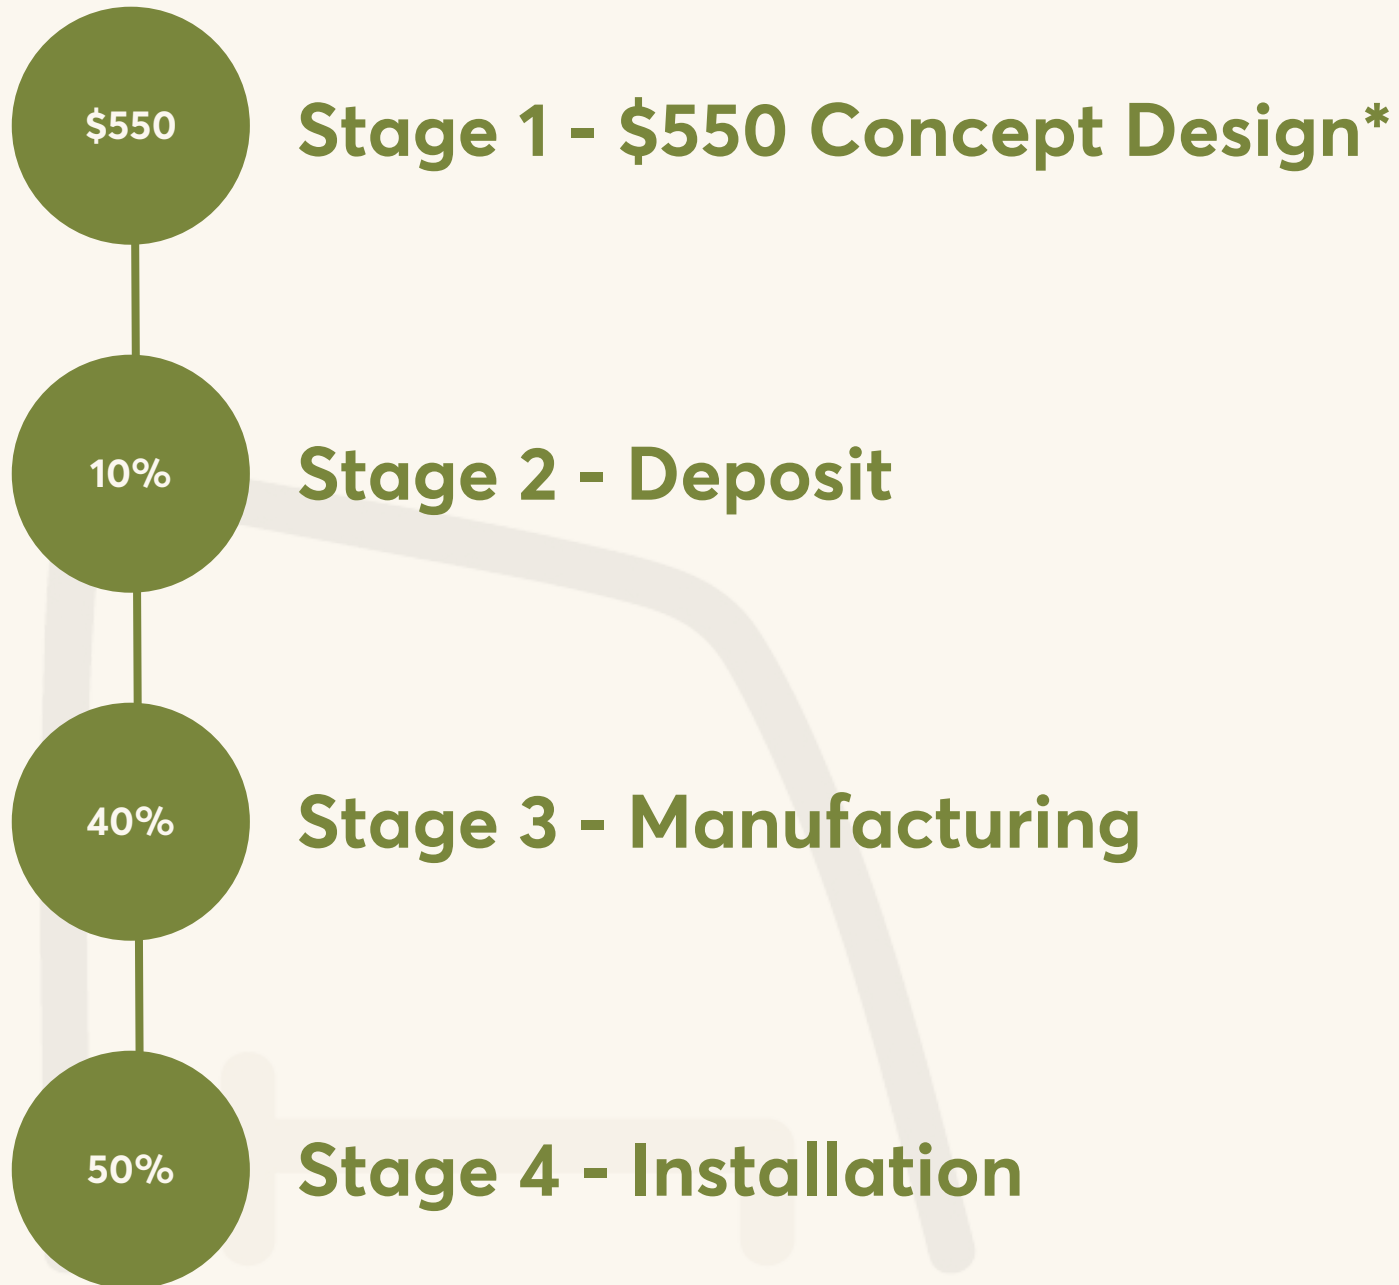 $550
Stage 1 - $550 Concept Design*
10%
Stage 2 - Deposit
40%
Stage 3 - Manufacturing
50%
Stage 4 - Installation